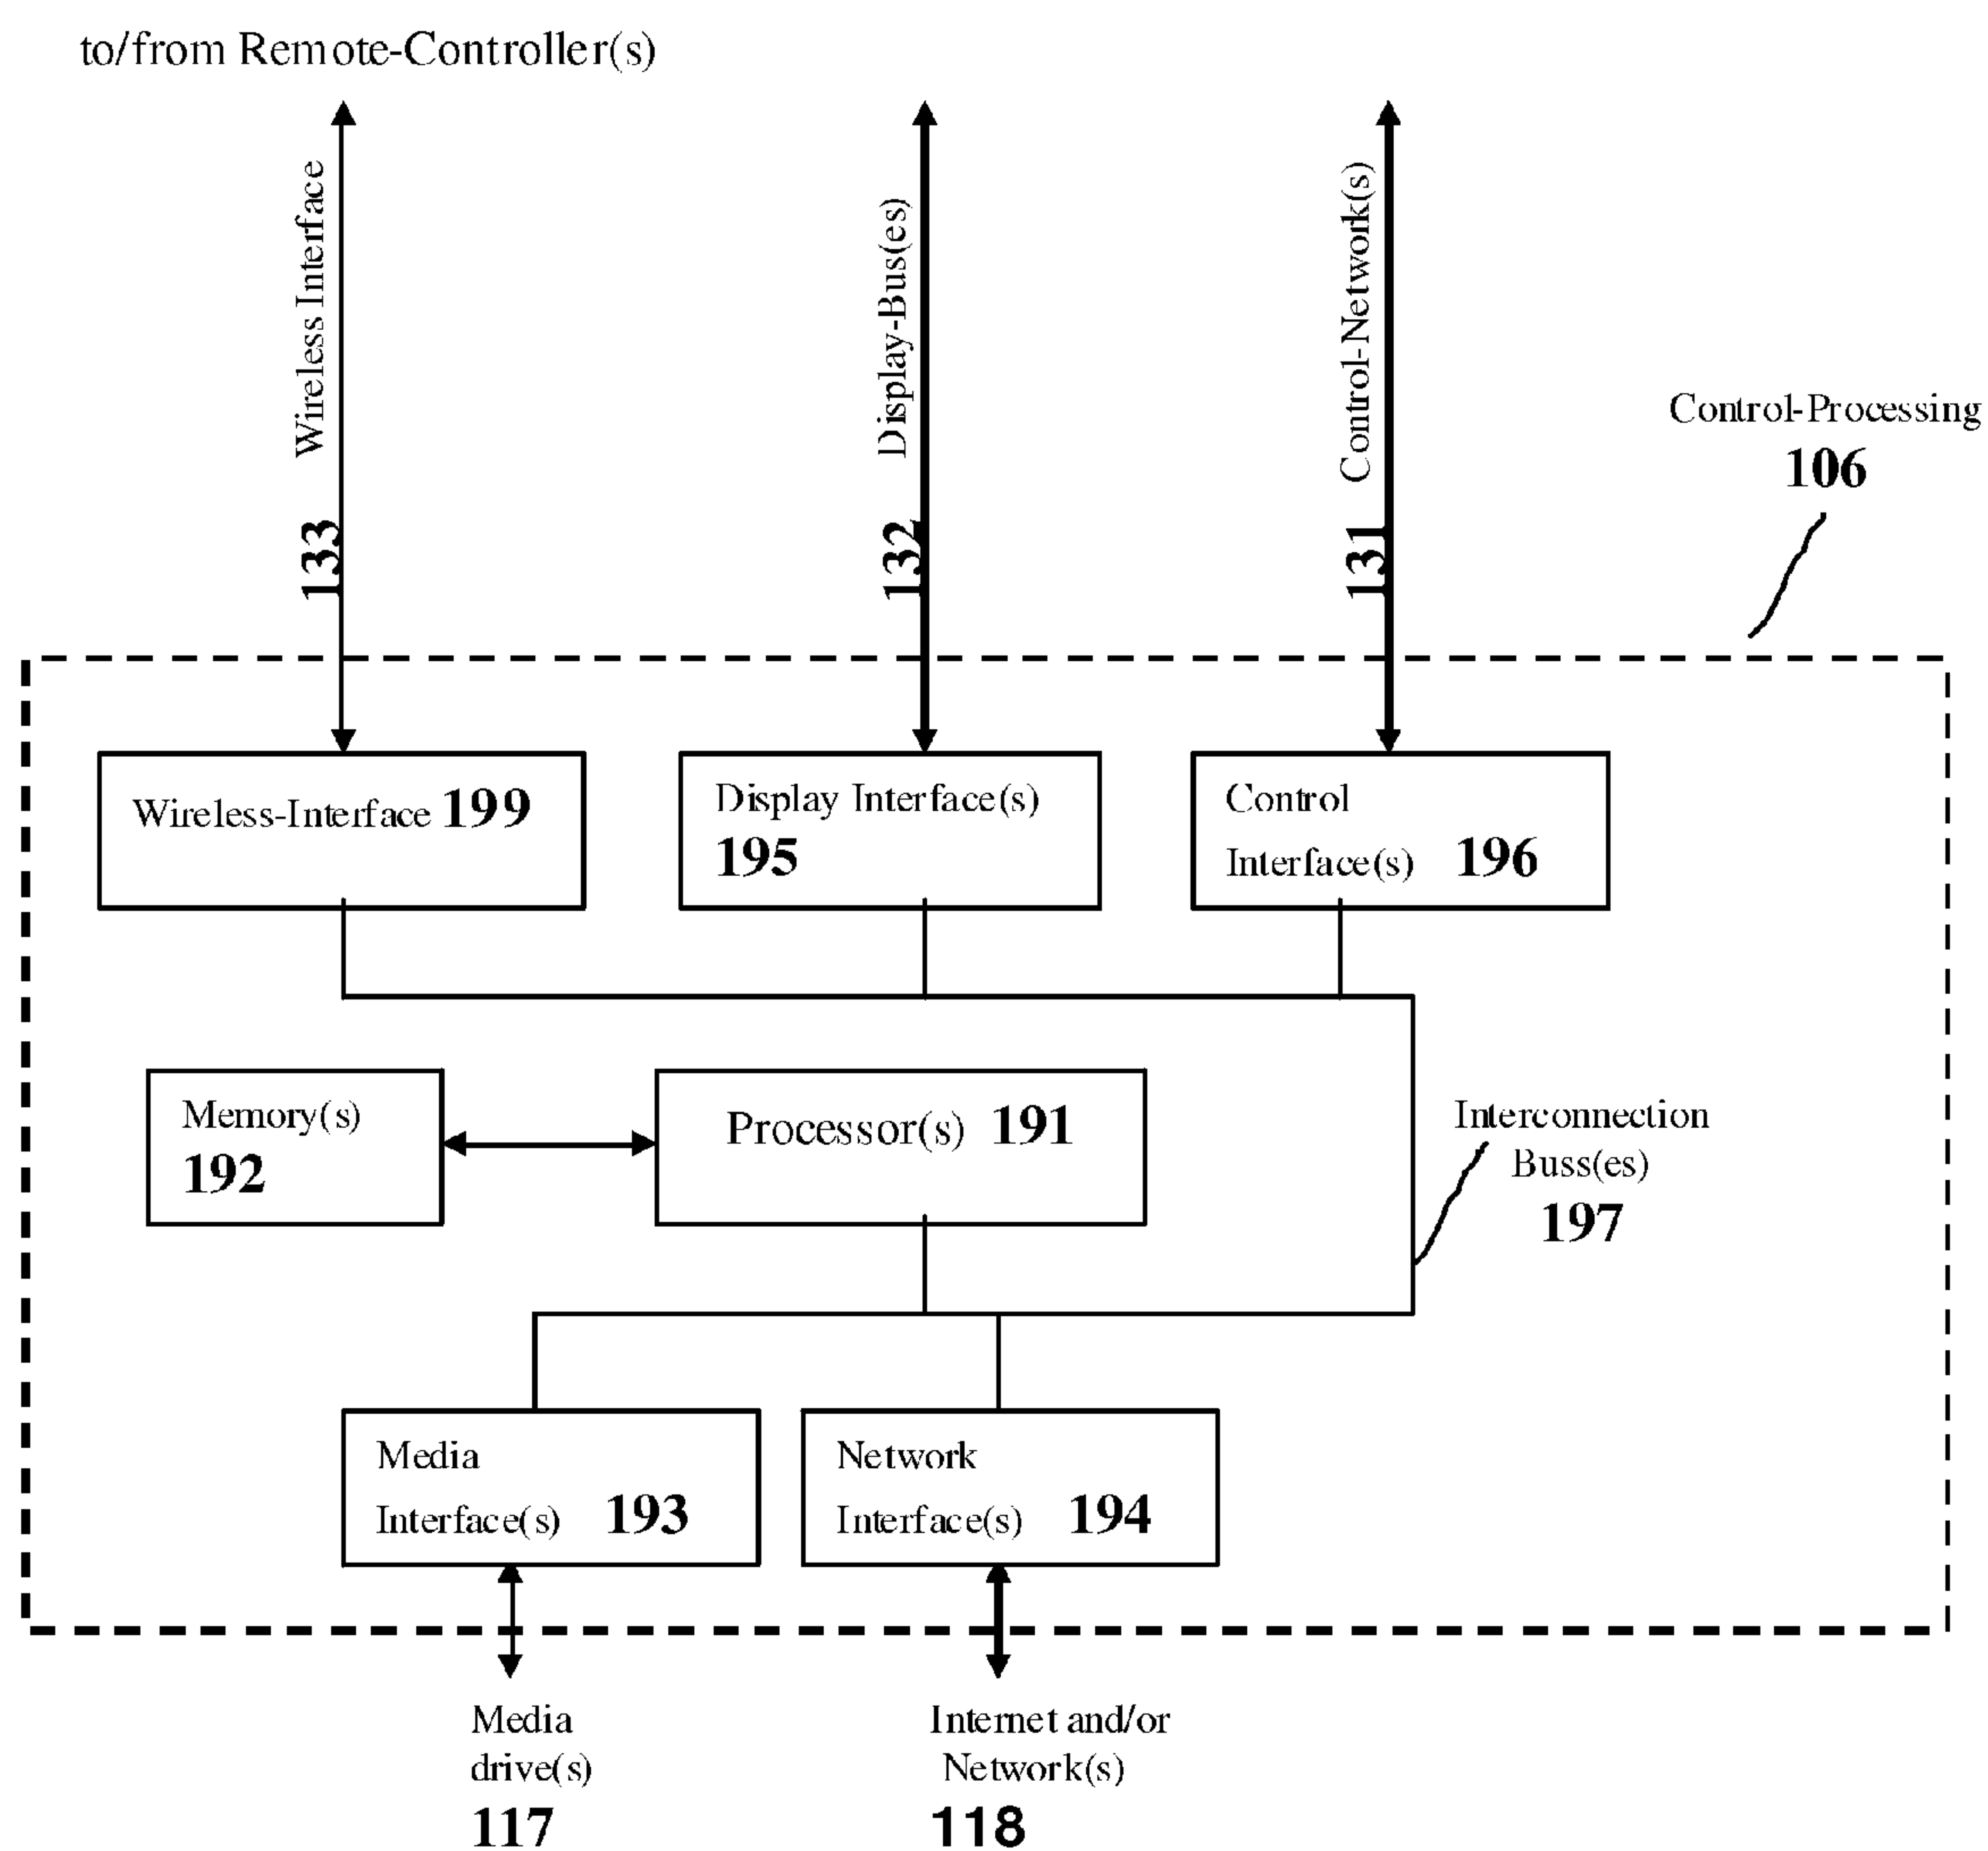 to/from Remote-Controller(s)
Wireless Interface
133
Display-Bus(es)
132
Control-Network(s)
131
Control-Processing
106
Wireless-Interface 199
Display Interface(s)
195
Control
Interface(s) 196
Memory(s)
192
Processor(s) 191
Interconnection
Buss(es)
197
Media
Interface(s) 193
Network
Interface(s) 194
Media
drive(s)
117
Internet and/or
Network(s)
118